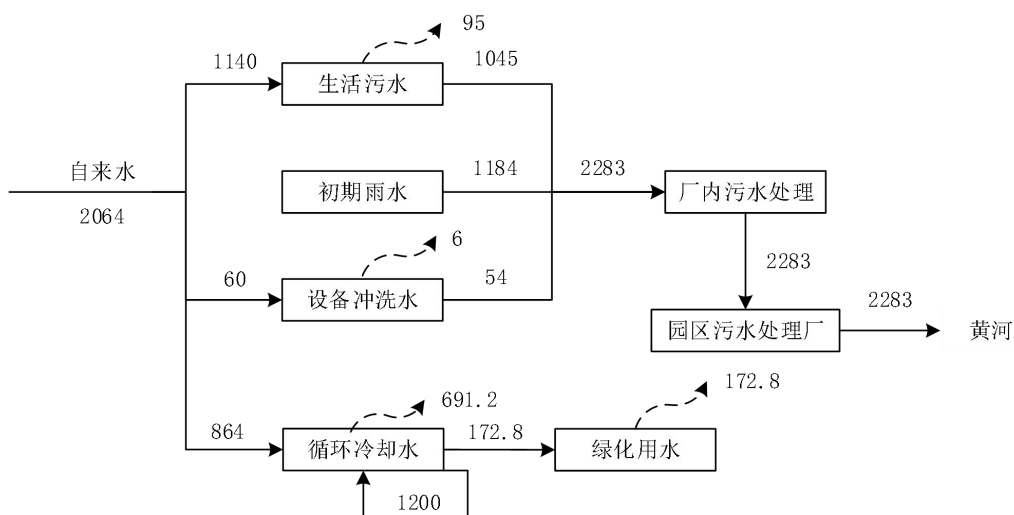 95
1140
生活污水
1045
自来水
2064
初期雨水
1184
2283
厂内污水处理
6
60
设备冲洗水
54
2283
2283
园区污水处理厂
黄河
172.8
691.2
864
循环冷却水
172.8
绿化用水
1200